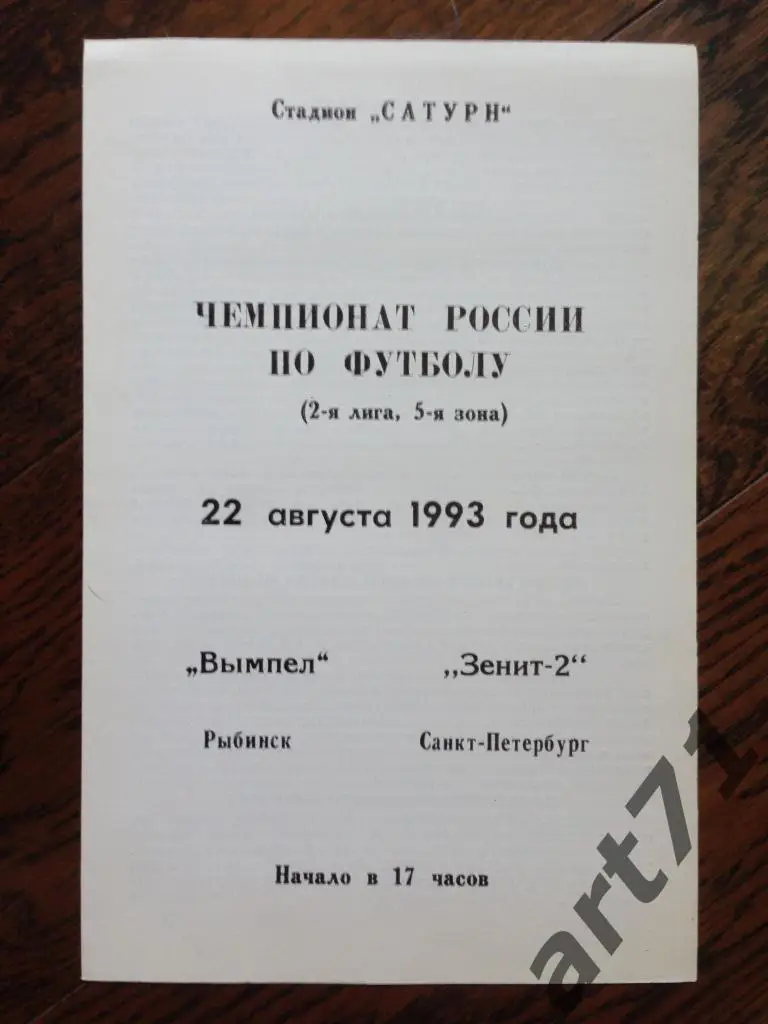 Стадион „САТУРН“
ЧЕМПИОНАТ РОССИИ
ПО ФУТБОЛУ
(2-я лига, 5-я зона)
22 августа 1993 года
„Вымпел“ „Зенит-2“
Рыбинск Санкт-Петербург
Начало в 17 часов
art71